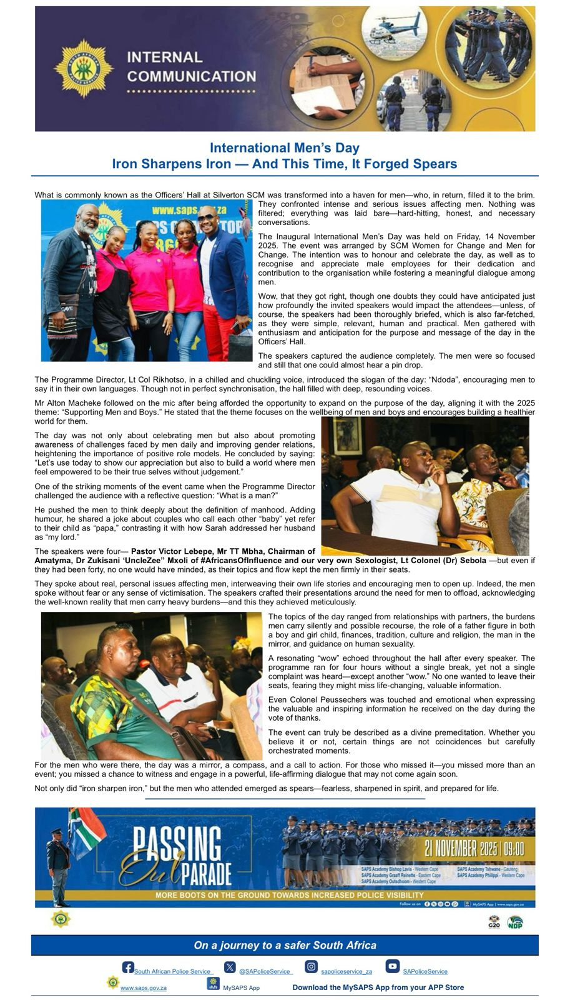 INTERNAL
COMMUNICATION
International Men’s Day
Iron Sharpens Iron — And This Time, It Forged Spears
What is commonly known as the Officers’ Hall at Silverton SCM was transformed into a haven for men—who, in return, filled it to the brim.
They confronted intense and serious issues affecting men. Nothing was
filtered; everything was laid bare—hard-hitting, honest, and necessary
conversations.
The Inaugural International Men’s Day was held on Friday, 14 November
2025. The event was arranged by SCM Women for Change and Men for
Change. The intention was to honour and celebrate the day, as well as to
recognise and appreciate male employees for their dedication and
contribution to the organisation while fostering a meaningful dialogue among
men.
Wow, that they got right, though one doubts they could have anticipated just
how profoundly the invited speakers would impact the attendees—unless, of
course, the speakers had been thoroughly briefed, which is also far-fetched,
as they were simple, relevant, human and practical. Men gathered with
enthusiasm and anticipation for the purpose and message of the day in the
Officers’ Hall.
The speakers captured the audience completely. The men were so focused
and still that one could almost hear a pin drop.
The Programme Director, Lt Col Rikhotso, in a chilled and chuckling voice, introduced the slogan of the day: “Ndoda”, encouraging men to
say it in their own languages. Though not in perfect synchronisation, the hall filled with deep, resounding voices.
Mr Alton Macheke followed on the mic after being afforded the opportunity to expand on the purpose of the day, aligning it with the 2025
theme: “Supporting Men and Boys.” He stated that the theme focuses on the wellbeing of men and boys and encourages building a healthier
world for them.
The day was not only about celebrating men but also about promoting
awareness of challenges faced by men daily and improving gender relations,
heightening the importance of positive role models. He concluded by saying:
“Let’s use today to show our appreciation but also to build a world where men
feel empowered to be their true selves without judgement.”
One of the striking moments of the event came when the Programme Director
challenged the audience with a reflective question: “What is a man?”
He pushed the men to think deeply about the definition of manhood. Adding
humour, he shared a joke about couples who call each other “baby” yet refer
to their child as “papa,” contrasting it with how Sarah addressed her husband
as “my lord.”
The speakers were four— Pastor Victor Lebepe, Mr TT Mbha, Chairman of
Amatyma, Dr Zukisani ‘UncleZee” Mxoli of #AfricansOfInfluence and our very own Sexologist, Lt Colonel (Dr) Sebola —but even if
they had been forty, no one would have minded, as their topics and flow kept the men firmly in their seats.
They spoke about real, personal issues affecting men, interweaving their own life stories and encouraging men to open up. Indeed, the men
spoke without fear or any sense of victimisation. The speakers crafted their presentations around the need for men to offload, acknowledging
the well-known reality that men carry heavy burdens—and this they achieved meticulously.
The topics of the day ranged from relationships with partners, the burdens
men carry silently and possible recourse, the role of a father figure in both
a boy and girl child, finances, tradition, culture and religion, the man in the
mirror, and guidance on human sexuality.
A resonating “wow” echoed throughout the hall after every speaker. The
programme ran for four hours without a single break, yet not a single
complaint was heard—except another “wow.” No one wanted to leave their
seats, fearing they might miss life-changing, valuable information.
Even Colonel Peussechers was touched and emotional when expressing
the valuable and inspiring information he received on the day during the
vote of thanks.
The event can truly be described as a divine premeditation. Whether you
believe it or not, certain things are not coincidences but carefully
orchestrated moments.
For the men who were there, the day was a mirror, a compass, and a call to action. For those who missed it—you missed more than an
event; you missed a chance to witness and engage in a powerful, life-affirming dialogue that may not come again soon.
Not only did “iron sharpen iron,” but the men who attended emerged as spears—fearless, sharpened in spirit, and prepared for life.
PASSING
Out PARADE
21 NOVEMBER 2025 | 09:00
SAPS Academy Bishop Lavis - Western Cape
SAPS Academy Graaff Reinette - Eastern Cape
SAPS Academy Oudtshoorn - Western Cape
SAPS Academy Tshwane - Gauteng
SAPS Academy Philippi - Western Cape
MORE BOOTS ON THE GROUND TOWARDS INCREASED POLICE VISIBILITY
Follow us on
MySAPS App | www.saps.gov.za
G20
NDP
On a journey to a safer South Africa
South African Police Service @SAPoliceService sapoliceservice_za SAPoliceService
www.saps.gov.za MySAPS App Download the MySAPS App from your APP Store